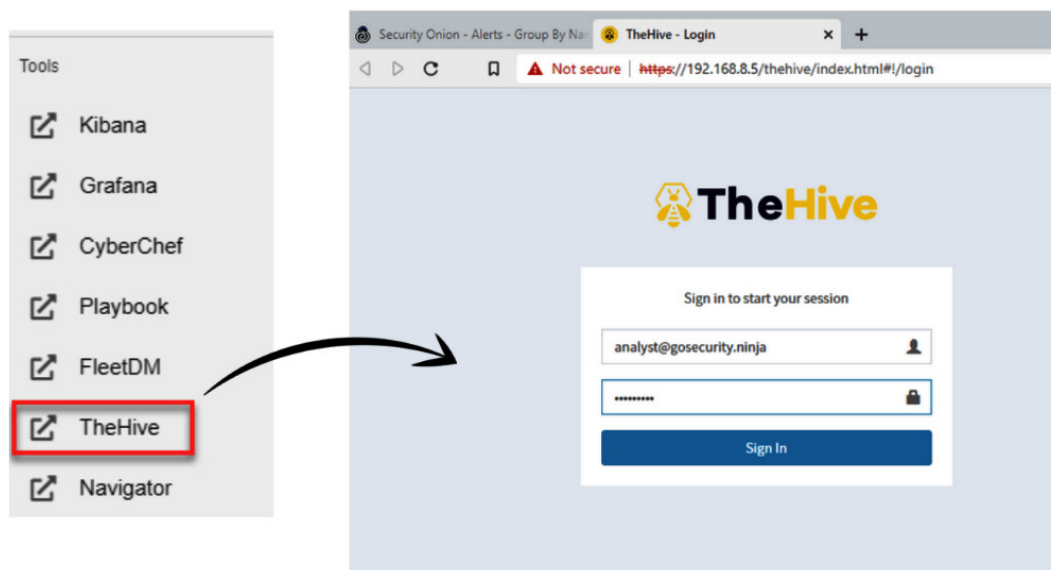 Tools
Kibana
Grafana
CyberChef
Playbook
FleetDM
TheHive
Navigator
Security Onion - Alerts - Group By Na
TheHive - Login
Not secure | https://192.168.8.5/thehive/index.html#!/login
TheHive
Sign in to start your session
analyst@gosecurity.ninja
•••••••••
Sign In